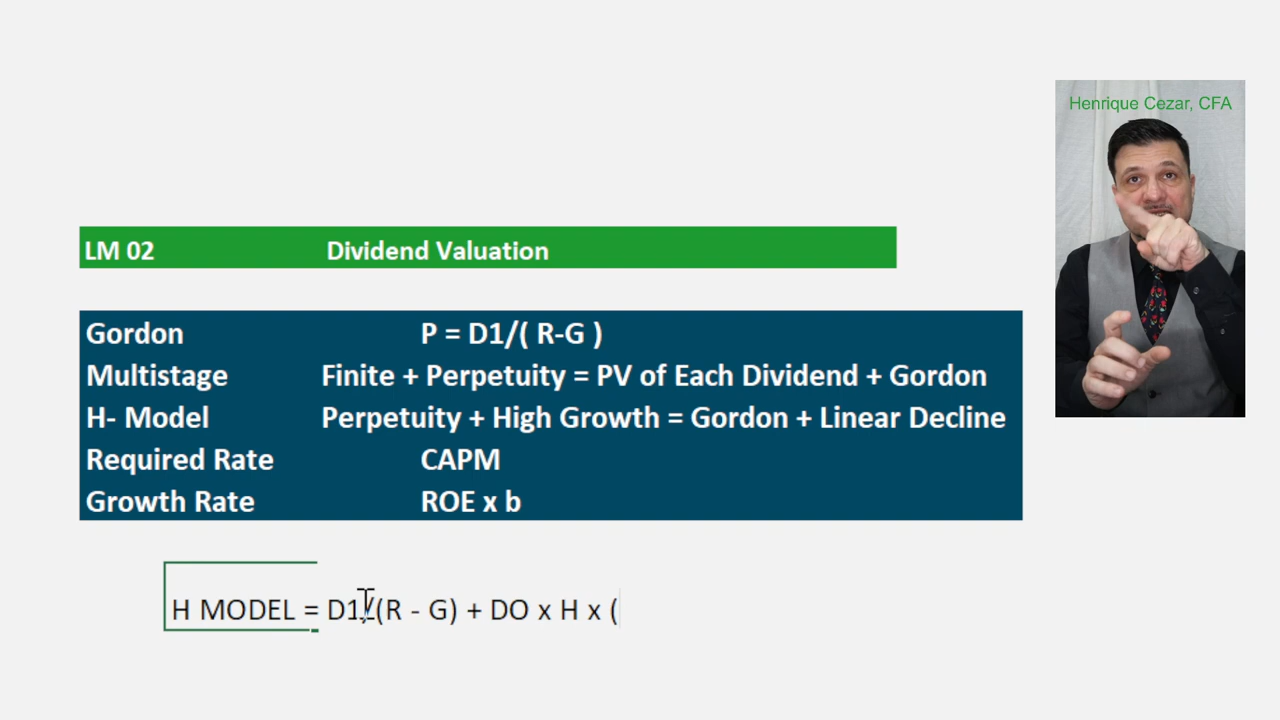 Henrique Cezar, CFA
LM 02 Dividend Valuation
Gordon P = D1/( R-G )
Multistage Finite + Perpetuity = PV of Each Dividend + Gordon
H- Model Perpetuity + High Growth = Gordon + Linear Decline
Required Rate CAPM
Growth Rate ROE x b
H MODEL = D1/(R - G) + DO x H x (